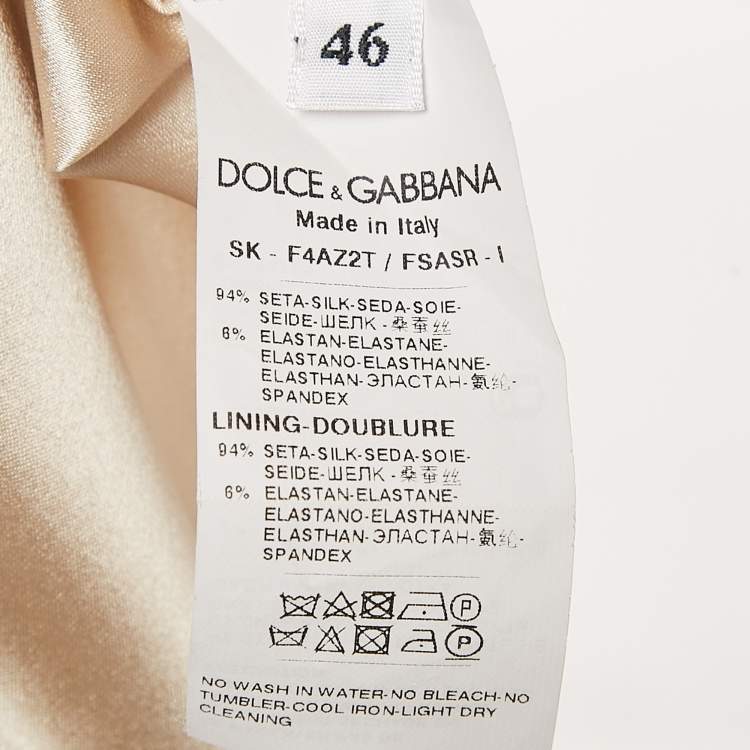 46
DOLCE & GABBANA
Made in Italy
SK - F4AZ2T / FSASR - I
94% SETA-SILK-SEDA-SOIE-
SEIDE-ШЕЛК - 桑蚕丝
6% ELASTAN-ELASTANE-
ELASTANO-ELASTHANNE-
ELASTHAN-ЭЛАСТАН-氨纶-
SPANDEX
LINING-DOUBLURE
94% SETA-SILK-SEDA-SOIE-
SEIDE-ШЕЛК - 桑蚕丝
6% ELASTAN-ELASTANE-
ELASTANO-ELASTHANNE-
ELASTHAN-ЭЛАСТАН-氨纶-
SPANDEX
P
P
NO WASH IN WATER-NO BLEACH-NO
TUMBLER-COOL IRON-LIGHT DRY
CLEANING